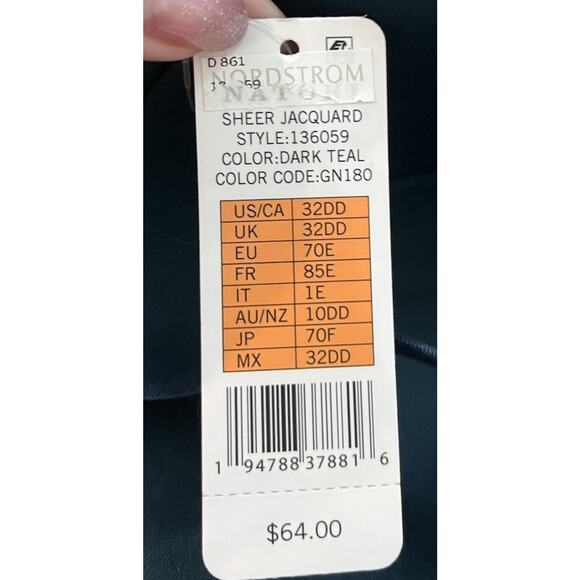 D 861
NORDSTROM
SHEER JACQUARD
STYLE:136059
COLOR:DARK TEAL
COLOR CODE:GN180
US/CA 32DD
UK 32DD
EU 70E
FR 85E
IT 1E
AU/NZ 10DD
JP 70F
MX 32DD
1 94788 37881 6
$64.00